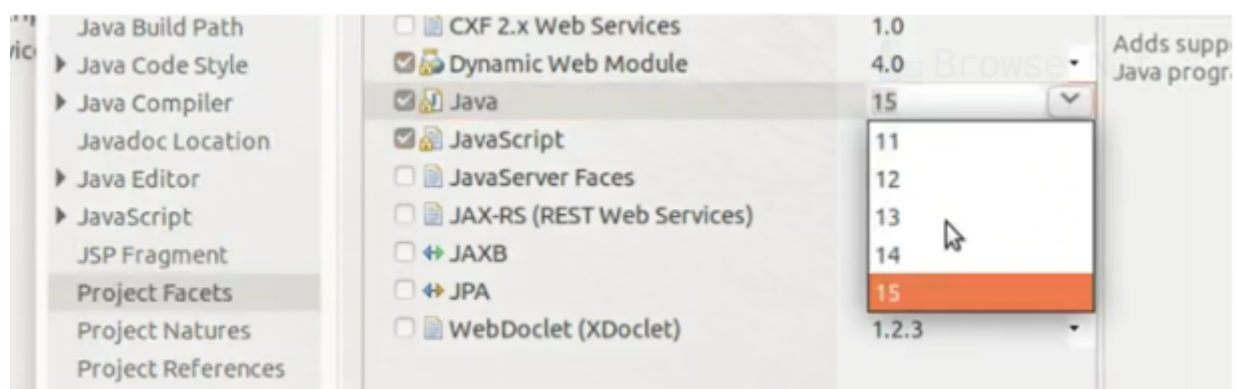 Java Build Path
Java Code Style
Java Compiler
Javadoc Location
Java Editor
JavaScript
JSP Fragment
Project Facets
Project Natures
Project References
CXF 2.x Web Services 1.0
Dynamic Web Module 4.0
Java 15
JavaScript
JavaServer Faces
JAX-RS (REST Web Services)
JAXB
JPA
WebDoclet (XDoclet) 1.2.3
11
12
13
14
15
Browse
Adds supp
Java progr